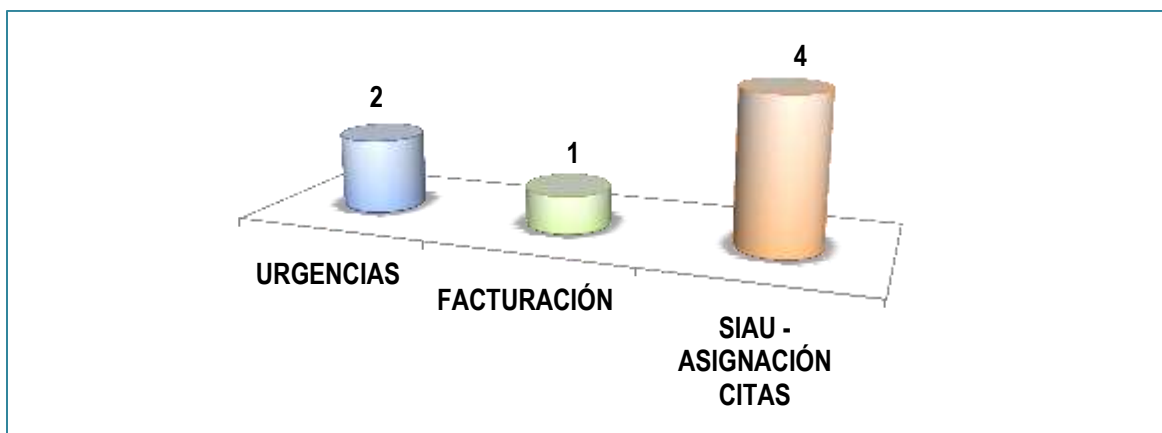 2
1
4
URGENCIAS
FACTURACIÓN
SIAU -
ASIGNACIÓN
CITAS